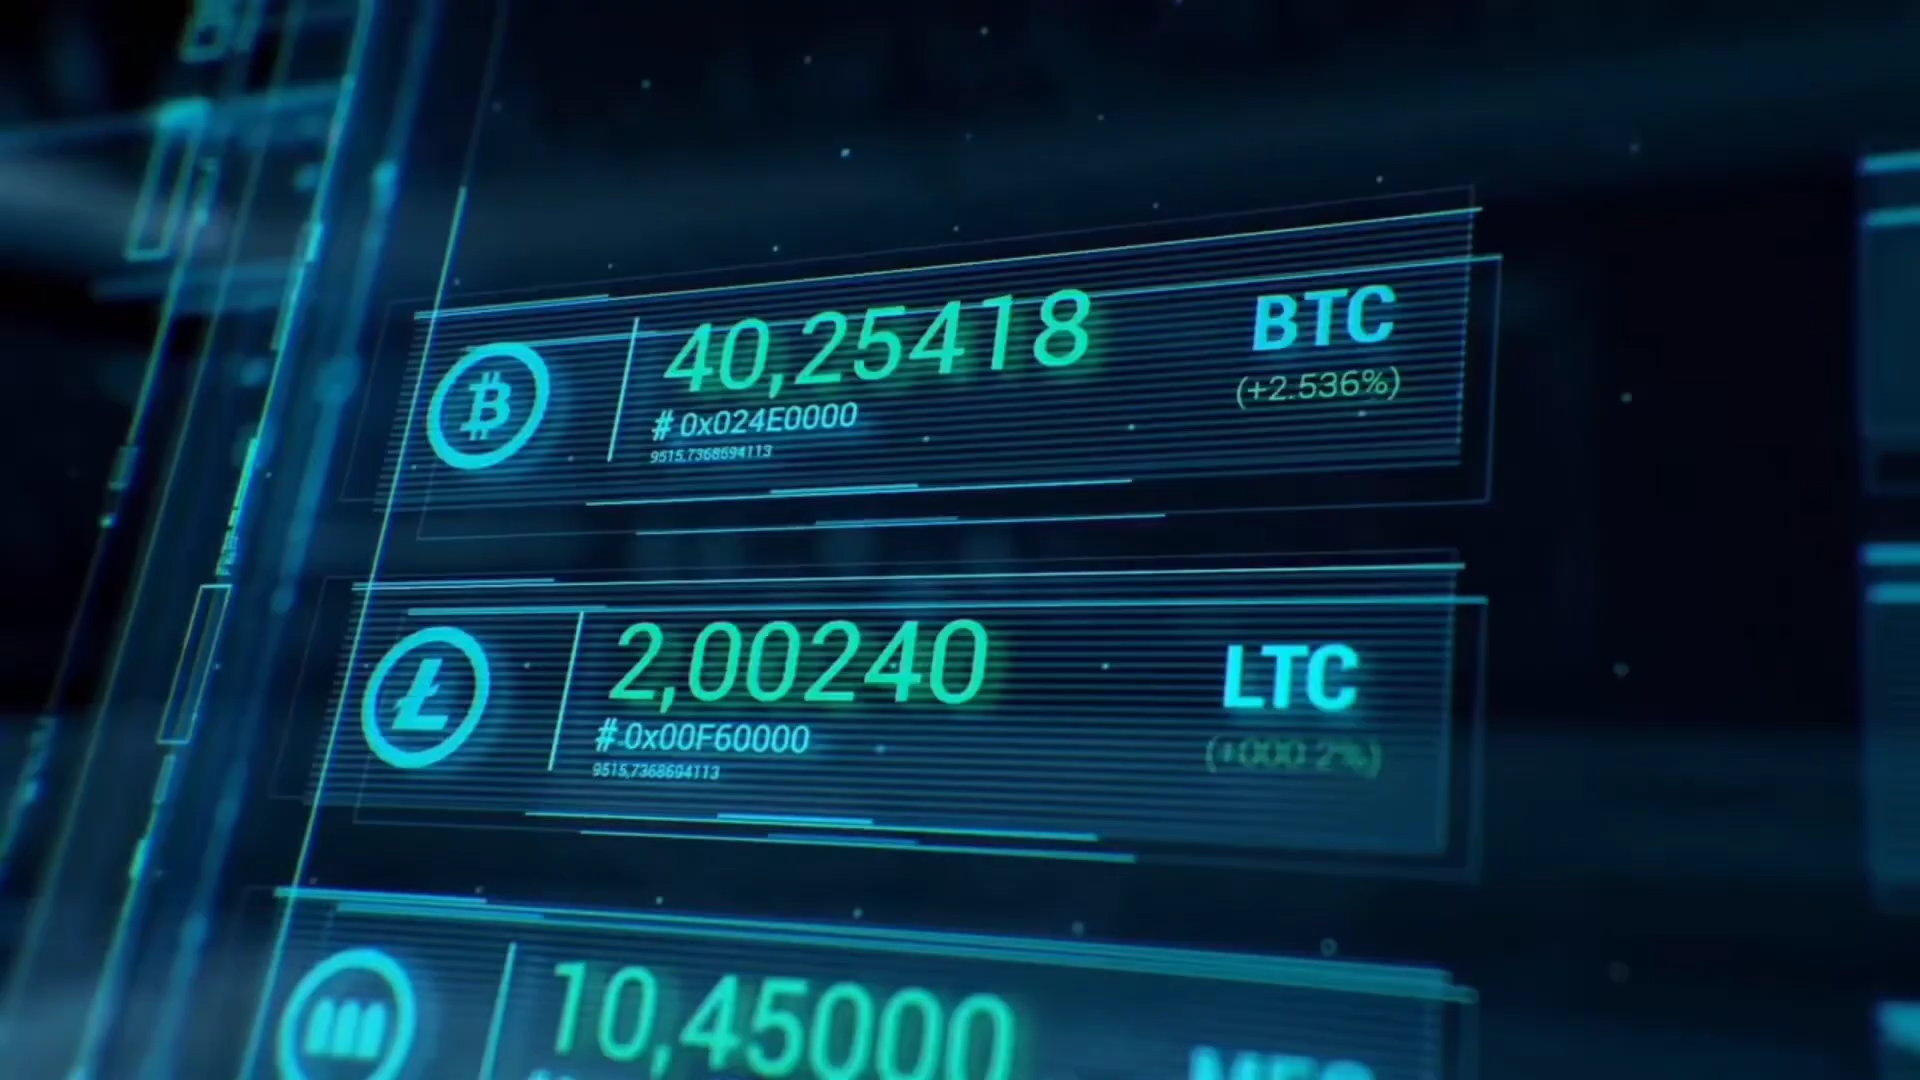 40,25418
BTC
(+2.536%)
# 0x024E0000
9515,7368694113
2,00240
LTC
# 0x00F60000
9515,7368694113
10,45000